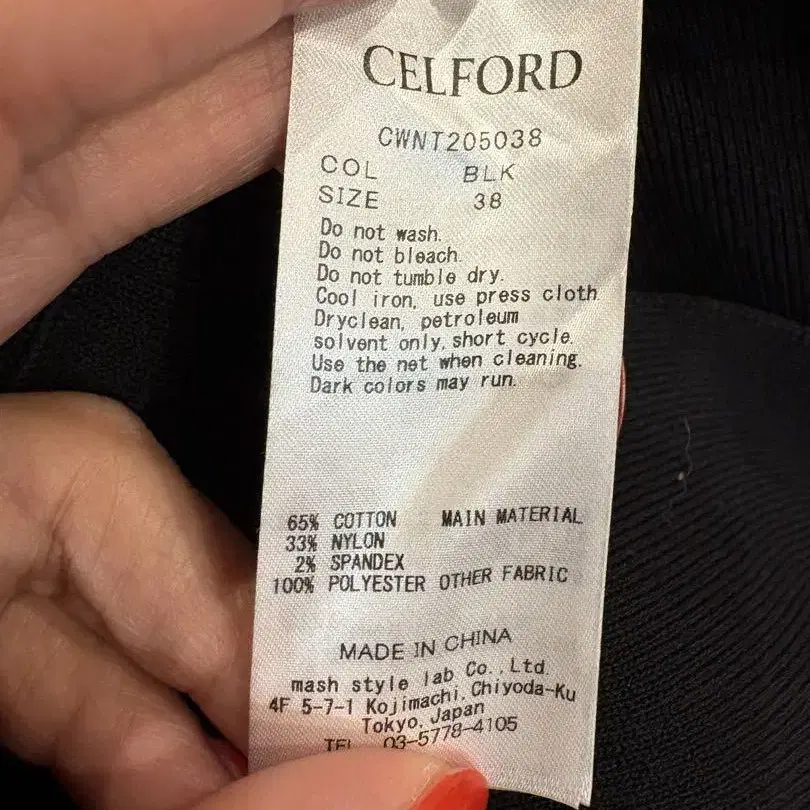 CELFORD
CWNT205038
COL BLK
SIZE 38
Do not wash.
Do not bleach.
Do not tumble dry.
Cool iron, use press cloth.
Dryclean, petroleum
solvent only, short cycle.
Use the net when cleaning.
Dark colors may run.
65% COTTON MAIN MATERIAL
33% NYLON
2% SPANDEX
100% POLYESTER OTHER FABRIC
MADE IN CHINA
mash style lab Co.,Ltd.
4F 5-7-1 Kojimachi,Chiyoda-Ku
Tokyo,Japan
TEL 03-5778-4105